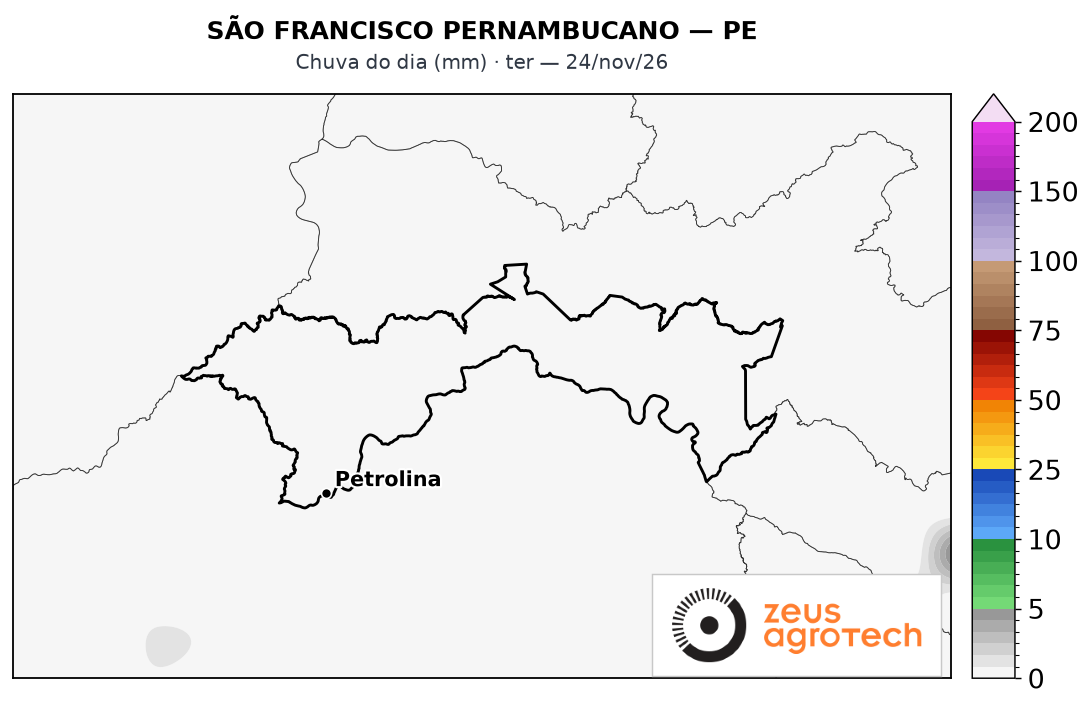 SÃO FRANCISCO PERNAMBUCANO — PE
Chuva do dia (mm) · ter — 24/nov/26
200
150
100
75
50
25
10
5
0
Petrolina
zeus
agrotech